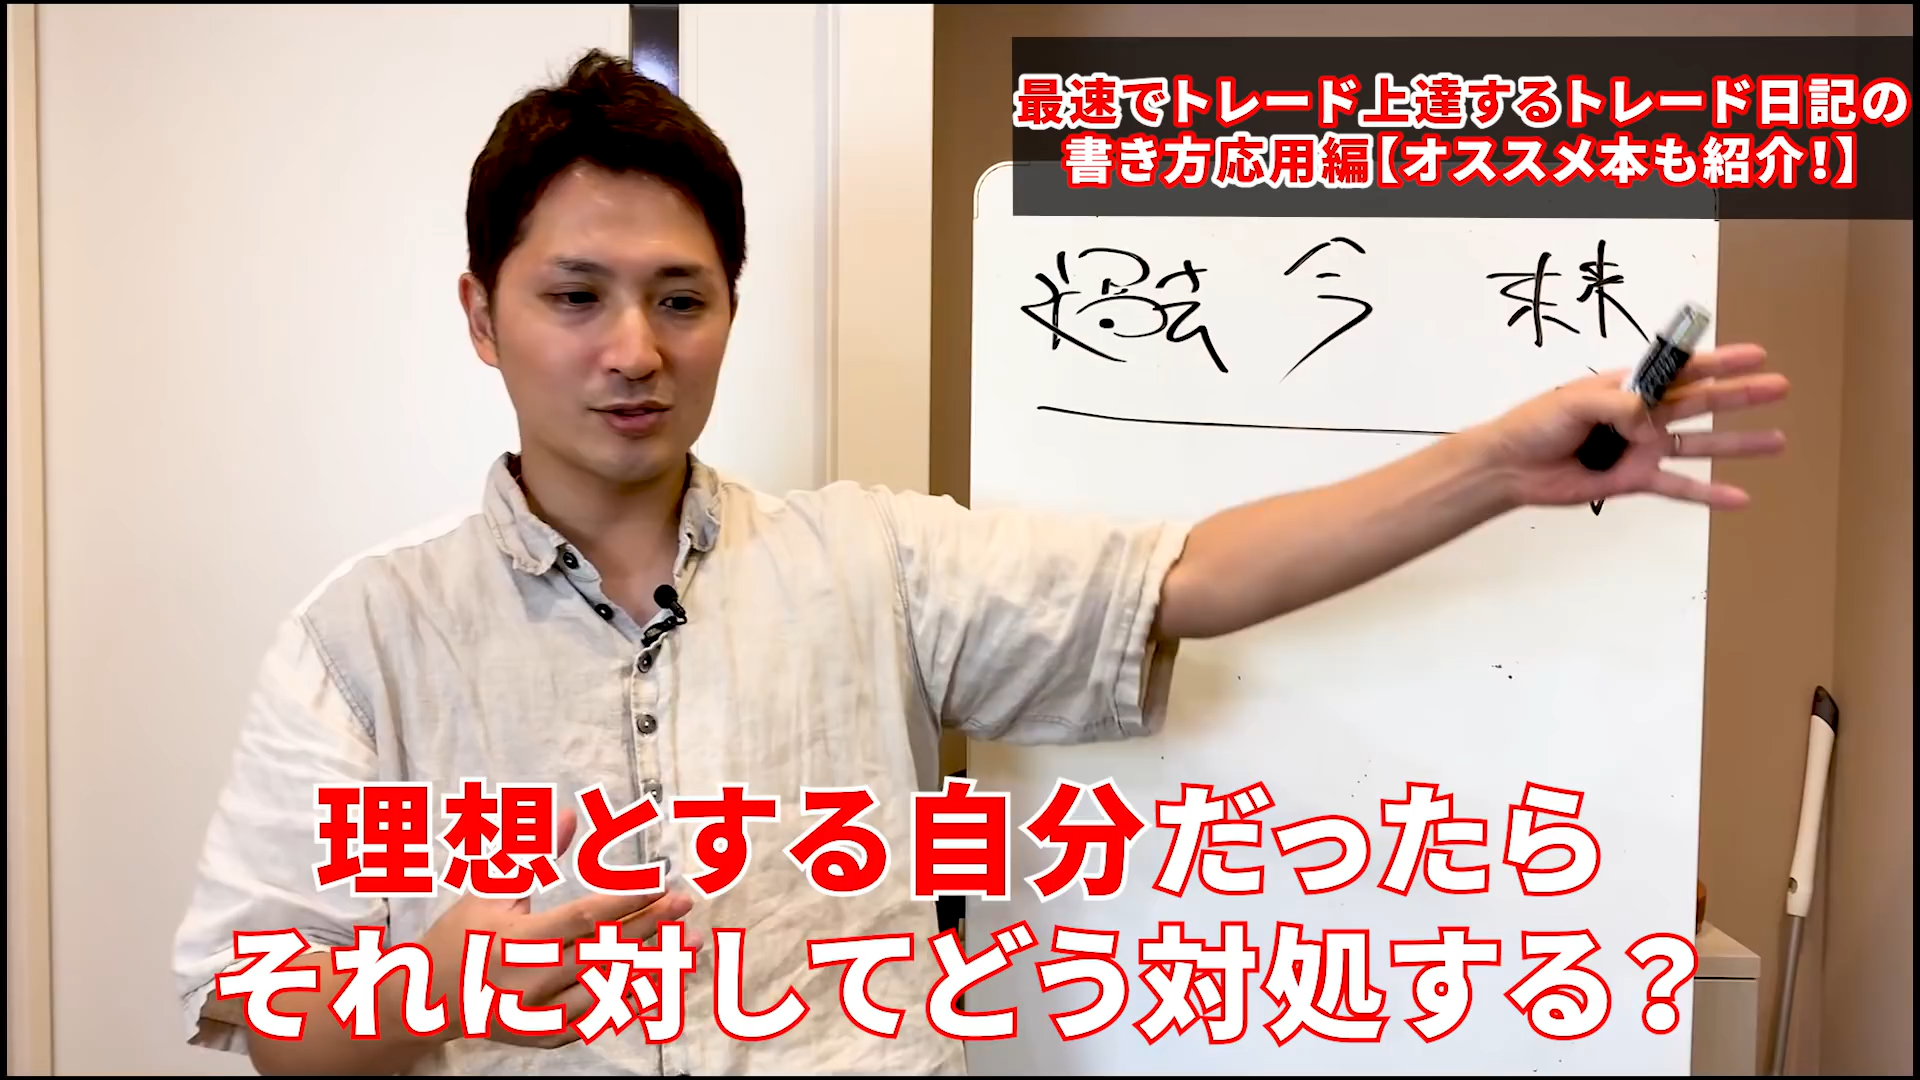 最速でトレード上達するトレード日記の
書き方応用編【オススメ本も紹介！】
過去 今 未来
理想とする自分だったら
それに対してどう対処する？